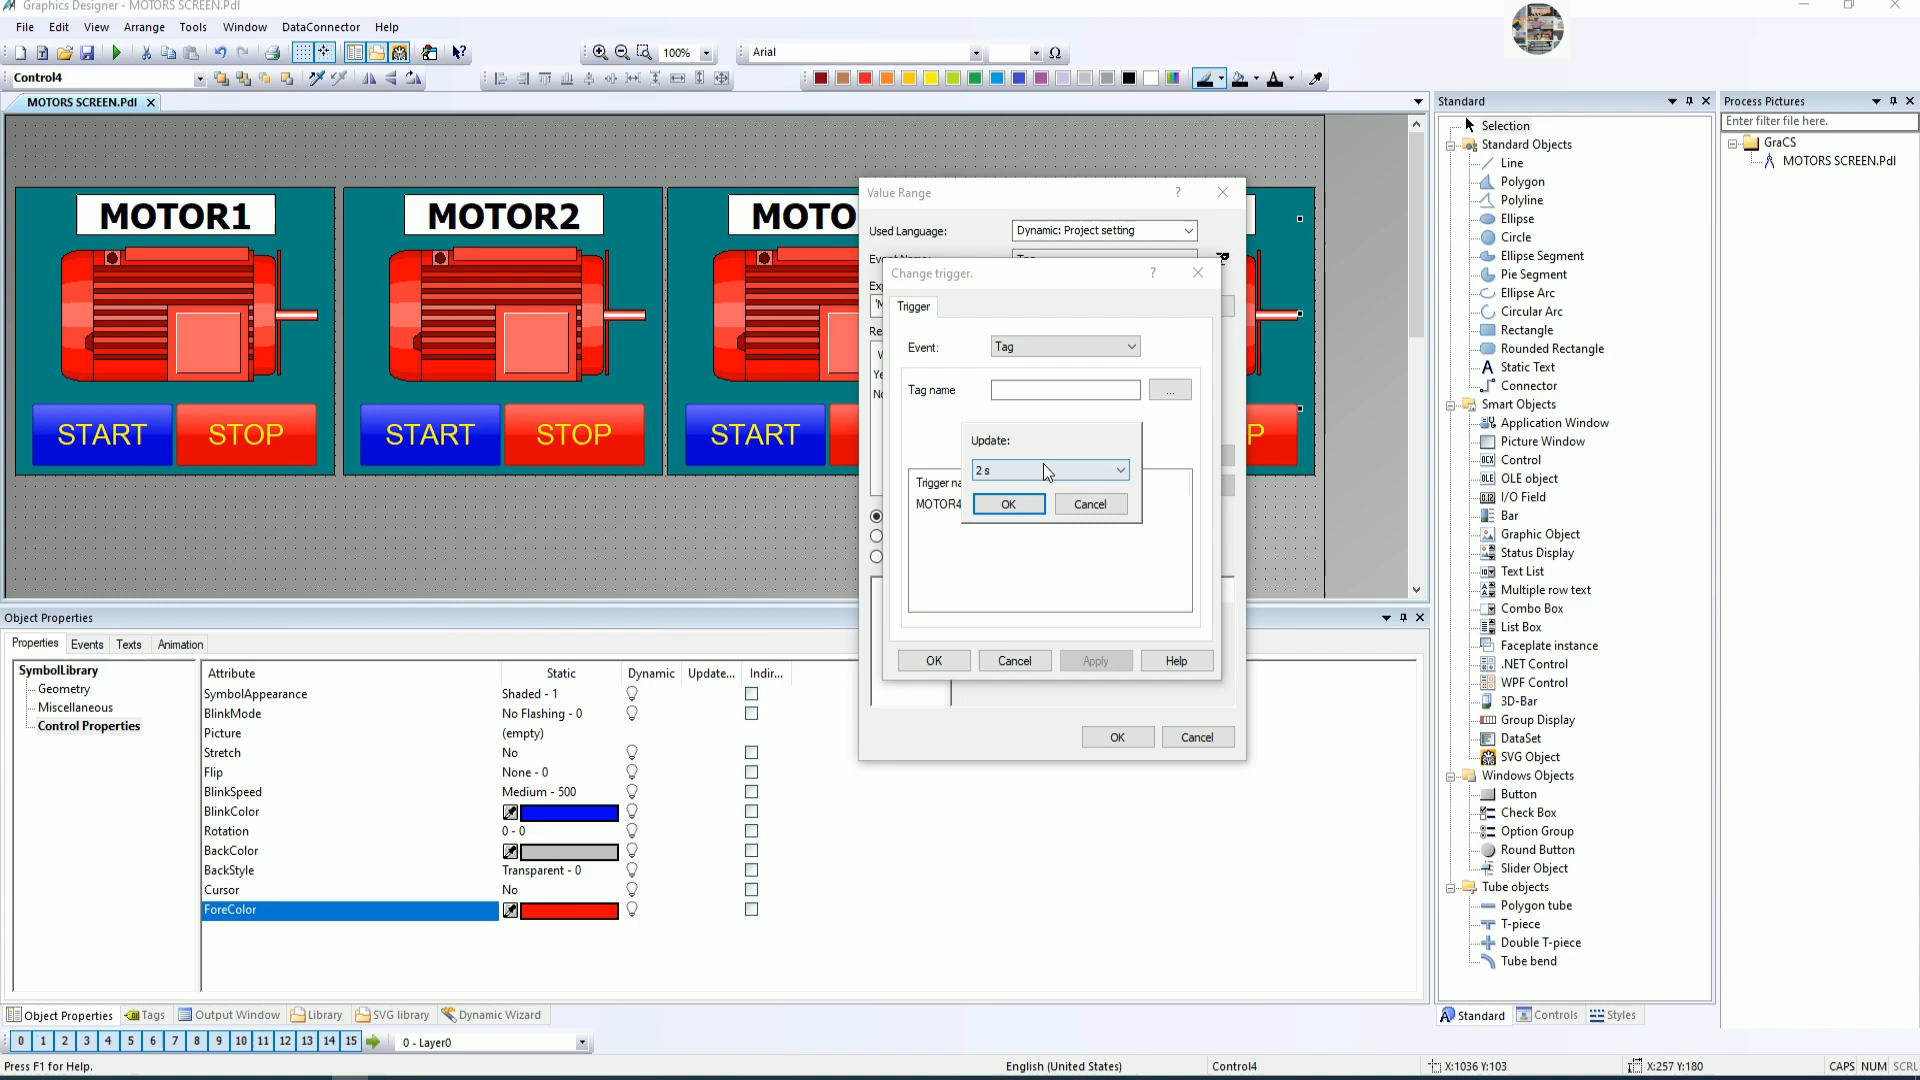 Graphics Designer - MOTORS SCREEN.Pdl
File Edit View Arrange Tools Window DataConnector Help
100% Arial
Control4
MOTORS SCREEN.Pdl
MOTOR1
START STOP
MOTOR2
START STOP
MOTO
START
P
Value Range
Used Language: Dynamic: Project setting
Change trigger.
Trigger
Event: Tag
Tag name ...
Update:
2 s
OK Cancel
Trigger na
MOTOR4
OK Cancel Apply Help
OK Cancel
Standard
Selection
Standard Objects
Line
Polygon
Polyline
Ellipse
Circle
Ellipse Segment
Pie Segment
Ellipse Arc
Circular Arc
Rectangle
Rounded Rectangle
Static Text
Connector
Smart Objects
Application Window
Picture Window
Control
OLE object
I/O Field
Bar
Graphic Object
Status Display
Text List
Multiple row text
Combo Box
List Box
Faceplate instance
.NET Control
WPF Control
3D-Bar
Group Display
DataSet
SVG Object
Windows Objects
Button
Check Box
Option Group
Round Button
Slider Object
Tube objects
Polygon tube
T-piece
Double T-piece
Tube bend
Standard Controls Styles
Process Pictures
Enter filter file here.
GraCS
MOTORS SCREEN.Pdl
Object Properties
Properties Events Texts Animation
SymbolLibrary
Geometry
Miscellaneous
Control Properties
Attribute Static Dynamic Update... Indir...
SymbolAppearance Shaded - 1
BlinkMode No Flashing - 0
Picture (empty)
Stretch No
Flip None - 0
BlinkSpeed Medium - 500
BlinkColor
Rotation 0 - 0
BackColor
BackStyle Transparent - 0
Cursor No
ForeColor
Object Properties Tags Output Window Library SVG library Dynamic Wizard
0 1 2 3 4 5 6 7 8 9 10 11 12 13 14 15 0 - Layer0
Press F1 for Help. English (United States) Control4 X:1036 Y:103 X:257 Y:180 CAPS NUM SCRL